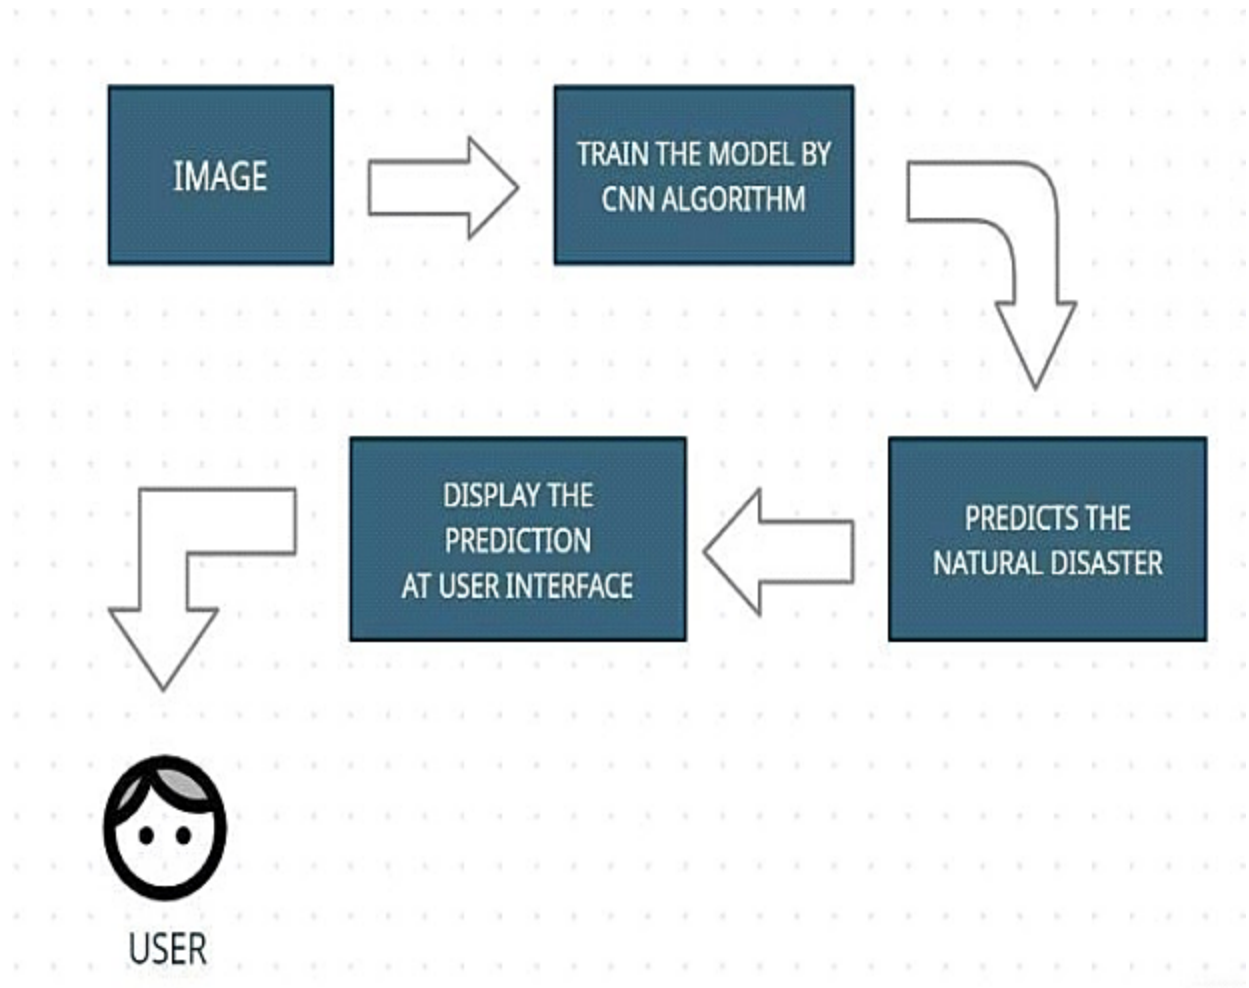 IMAGE
TRAIN THE MODEL BY
CNN ALGORITHM
PREDICTS THE
NATURAL DISASTER
DISPLAY THE
PREDICTION
AT USER INTERFACE
USER